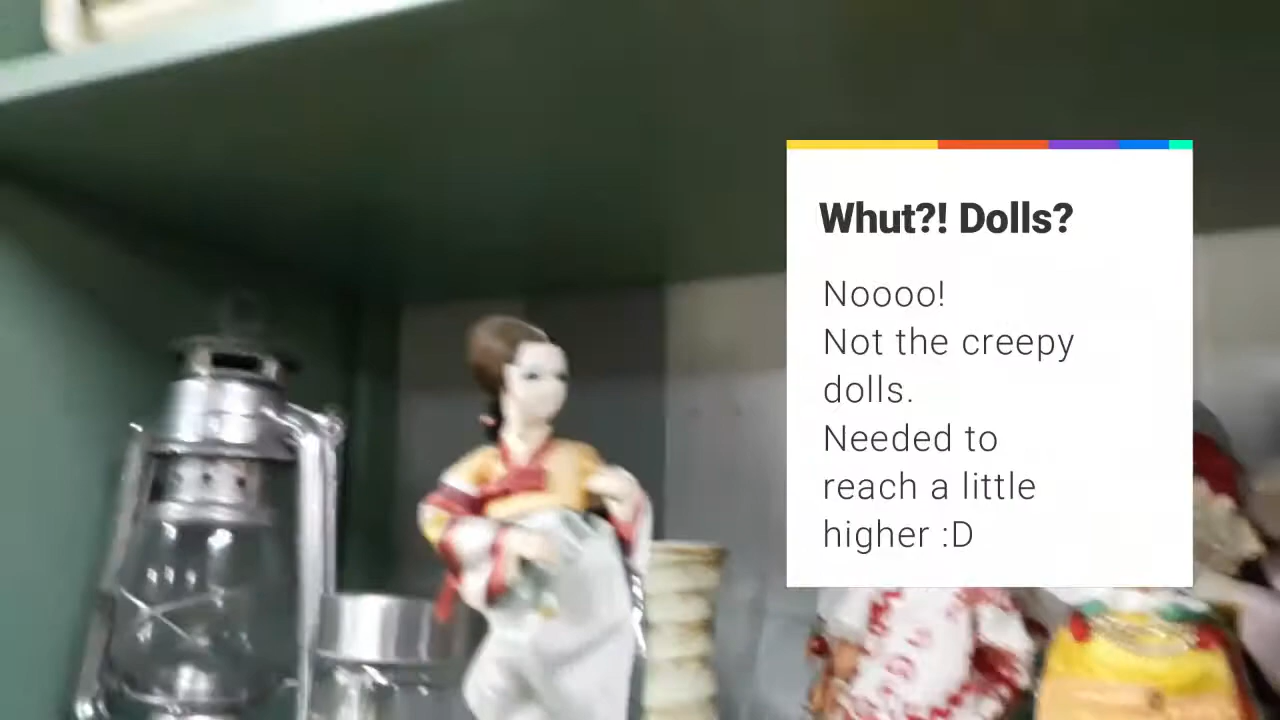 Whut?! Dolls?
Noooo!
Not the creepy
dolls.
Needed to
reach a little
higher :D